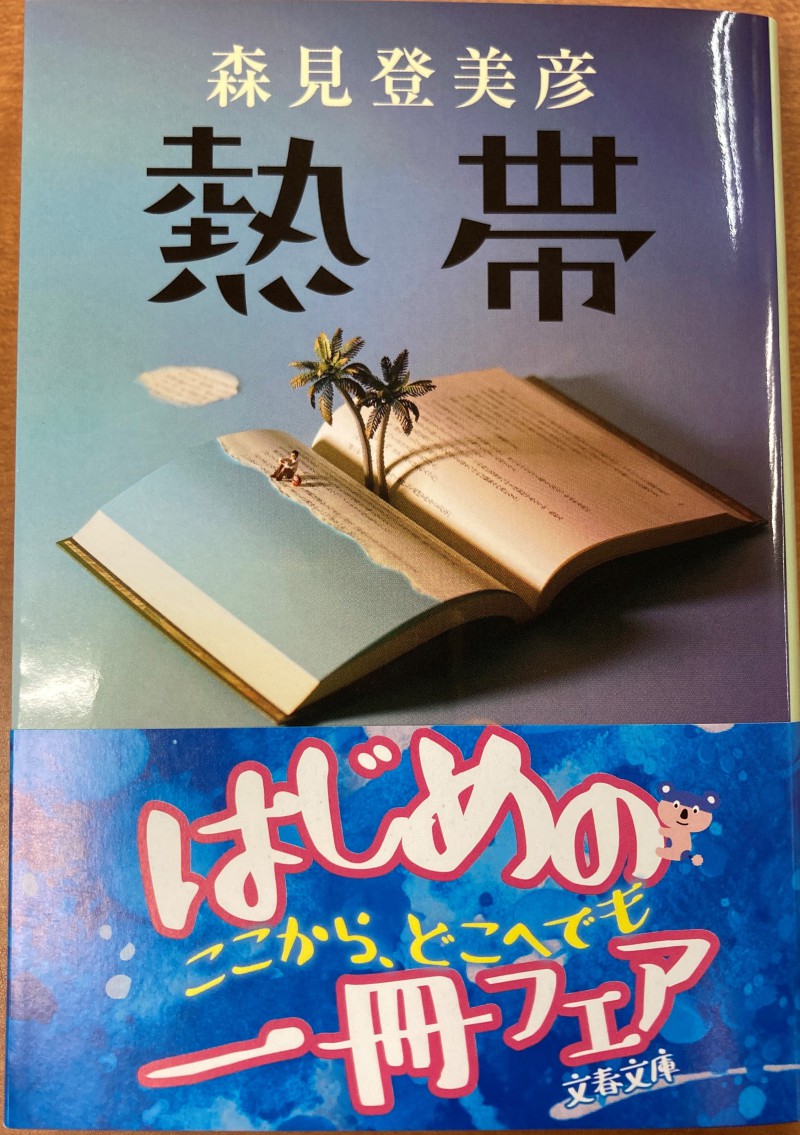 森見登美彦
熱帯
はじめの
ここから、どこへでも
一冊フェア
文春文庫